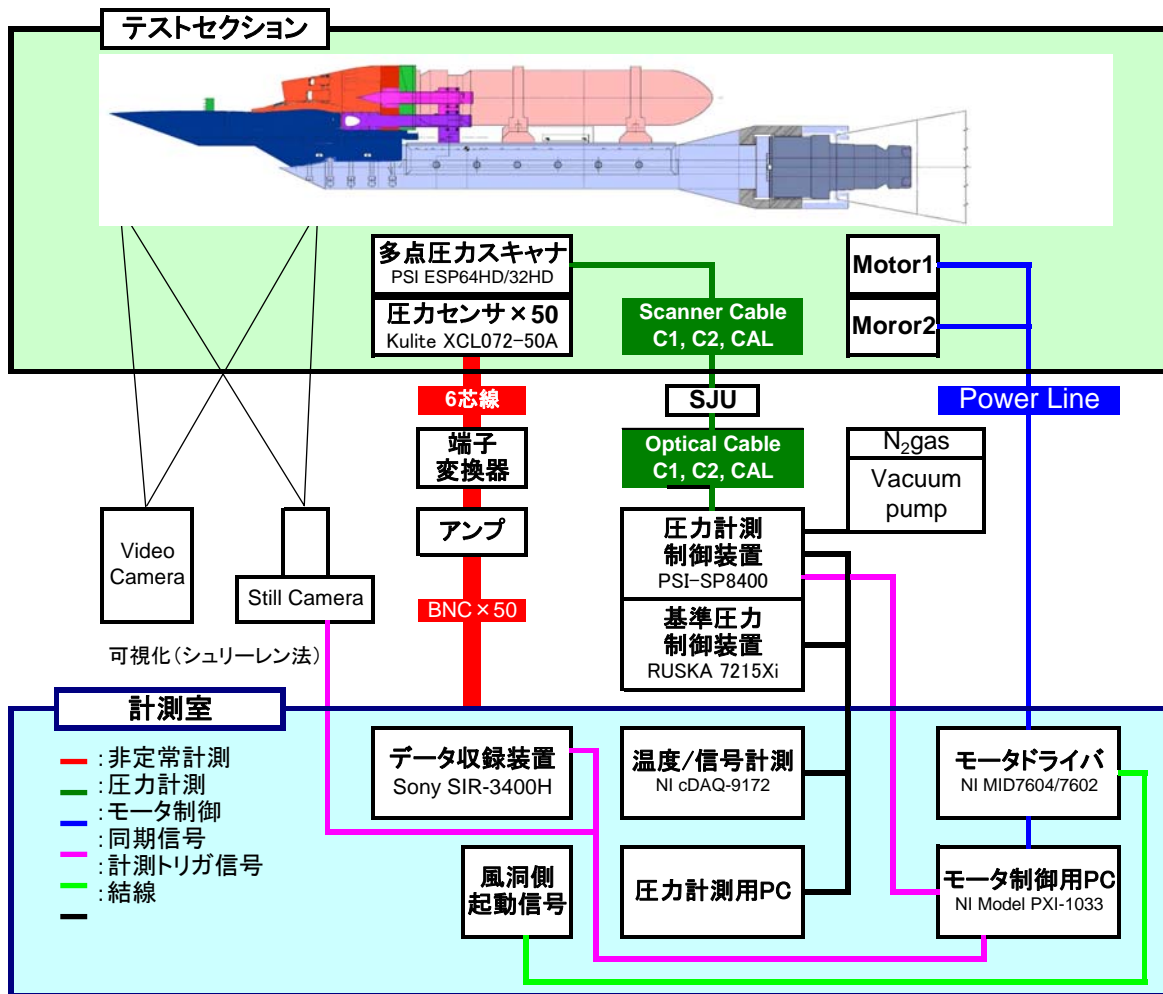 テストセクション
多点圧力スキャナ
PSI ESP64HD/32HD
圧力センサ×50
Kulite XCL072-50A
Scanner Cable
C1, C2, CAL
Motor1
Moror2
6芯線
SJU
Power Line
端子
変換器
Optical Cable
C1, C2, CAL
N₂gas
Vacuum
pump
アンプ
Video
Camera
Still Camera
圧力計測
制御装置
PSI-SP8400
BNC×50
基準圧力
制御装置
RUSKA 7215Xi
可視化(シュリーレン法)
計測室
:非定常計測
:圧力計測
:モータ制御
:同期信号
:計測トリガ信号
:結線
データ収録装置
Sony SIR-3400H
温度/信号計測
NI cDAQ-9172
モータドライバ
NI MID7604/7602
風洞側
起動信号
圧力計測用PC
モータ制御用PC
NI Model PXI-1033